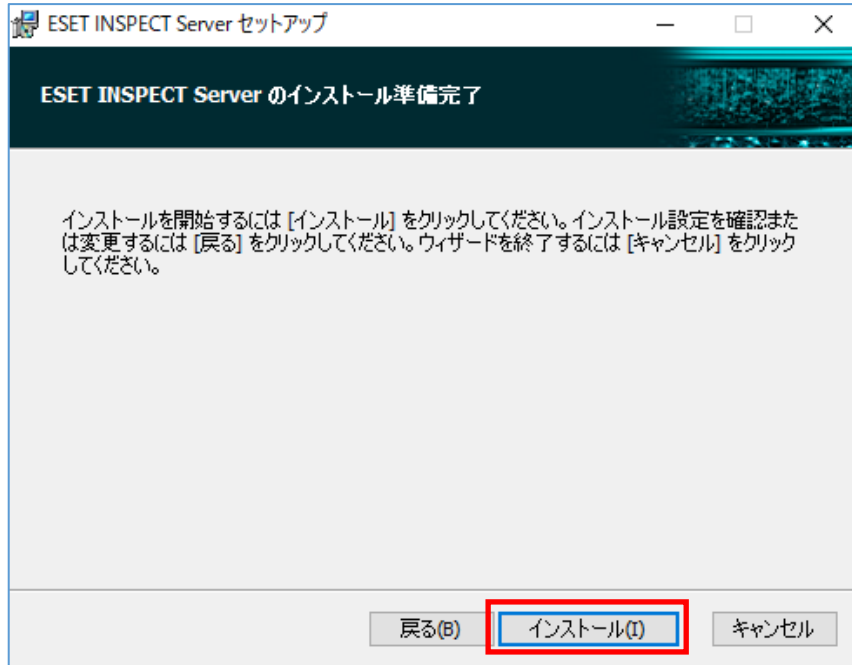 ESET INSPECT Server セットアップ
ESET INSPECT Server のインストール準備完了
インストールを開始するには [インストール] をクリックしてください。インストール設定を確認また
は変更するには [戻る] をクリックしてください。ウィザードを終了するには [キャンセル] をクリック
してください。
戻る(B) インストール(I) キャンセル